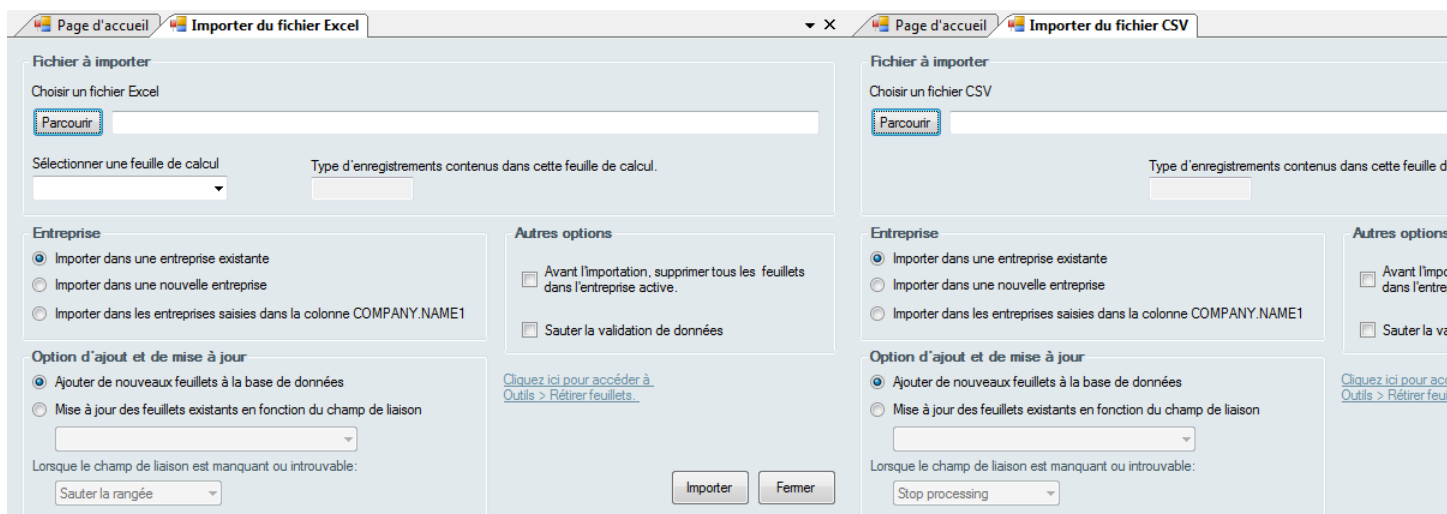 Page d'accueil
Importer du fichier Excel
Fichier à importer
Choisir un fichier Excel
Parcourir
Sélectionner une feuille de calcul
Type d'enregistrements contenus dans cette feuille de calcul.
Entreprise
Importer dans une entreprise existante
Importer dans une nouvelle entreprise
Importer dans les entreprises saisies dans la colonne COMPANY.NAME1
Autres options
Avant l'importation, supprimer tous les feuillets
dans l'entreprise active.
Sauter la validation de données
Option d'ajout et de mise à jour
Ajouter de nouveaux feuillets à la base de données
Mise à jour des feuillets existants en fonction du champ de liaison
Lorsque le champ de liaison est manquant ou introuvable:
Sauter la rangée
Cliquez ici pour accéder à
Outils > Rétirer feuillets.
Importer
Fermer
Page d'accueil
Importer du fichier CSV
Fichier à importer
Choisir un fichier CSV
Parcourir
Type d'enregistrements contenus dans cette feuille d
Entreprise
Importer dans une entreprise existante
Importer dans une nouvelle entreprise
Importer dans les entreprises saisies dans la colonne COMPANY.NAME1
Autres options
Avant l'impo
dans l'entre
Sauter la va
Option d'ajout et de mise à jour
Ajouter de nouveaux feuillets à la base de données
Mise à jour des feuillets existants en fonction du champ de liaison
Lorsque le champ de liaison est manquant ou introuvable:
Stop processing
Cliquez ici pour acc
Outils > Rétirer feui